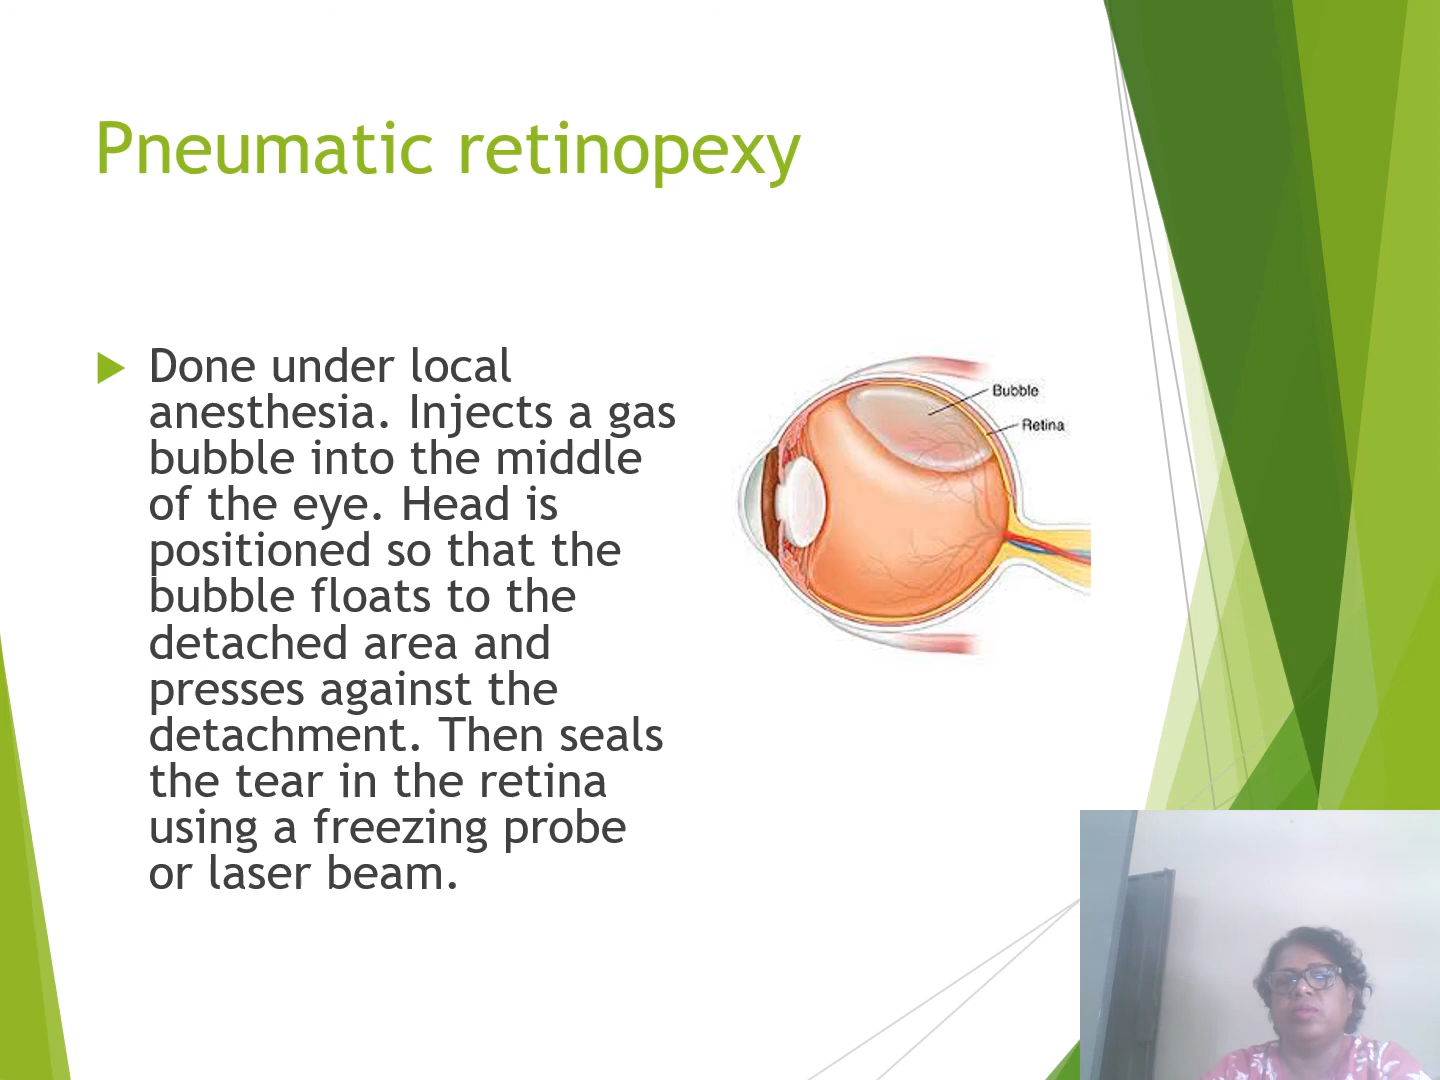 Pneumatic retinopexy
Done under local
anesthesia. Injects a gas
bubble into the middle
of the eye. Head is
positioned so that the
bubble floats to the
detached area and
presses against the
detachment. Then seals
the tear in the retina
using a freezing probe
or laser beam.
Bubble
Retina